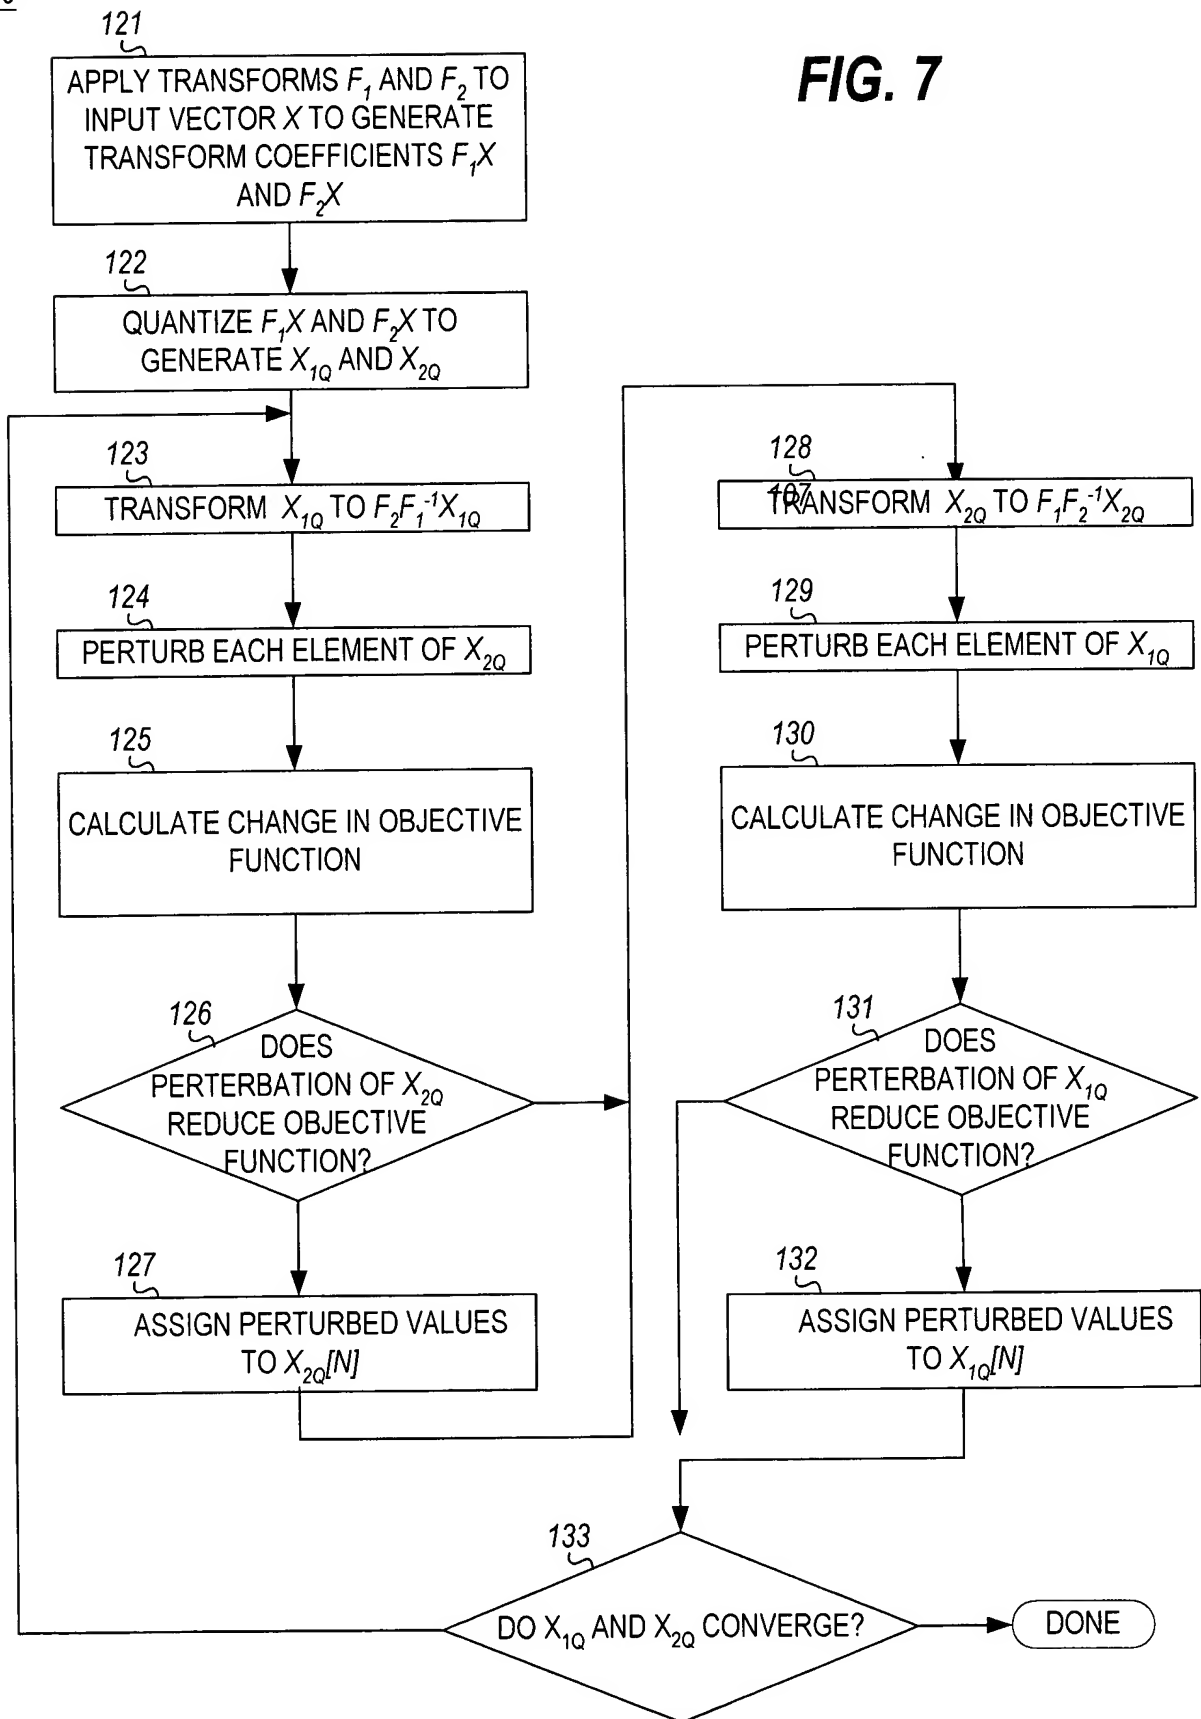 FIG. 7
121
APPLY TRANSFORMS F₁ AND F₂ TO
INPUT VECTOR X TO GENERATE
TRANSFORM COEFFICIENTS F₁X
AND F₂X
122
QUANTIZE F₁X AND F₂X TO
GENERATE X₁Q AND X₂Q
123
TRANSFORM X₁Q TO F₂F₁⁻¹X₁Q
124
PERTURB EACH ELEMENT OF X₂Q
125
CALCULATE CHANGE IN OBJECTIVE
FUNCTION
126
DOES
PERTERBATION OF X₂Q
REDUCE OBJECTIVE
FUNCTION?
127
ASSIGN PERTURBED VALUES
TO X₂Q[N]
128
107
TRANSFORM X₂Q TO F₁F₂⁻¹X₂Q
129
PERTURB EACH ELEMENT OF X₁Q
130
CALCULATE CHANGE IN OBJECTIVE
FUNCTION
131
DOES
PERTERBATION OF X₁Q
REDUCE OBJECTIVE
FUNCTION?
132
ASSIGN PERTURBED VALUES
TO X₁Q[N]
133
DO X₁Q AND X₂Q CONVERGE?
DONE